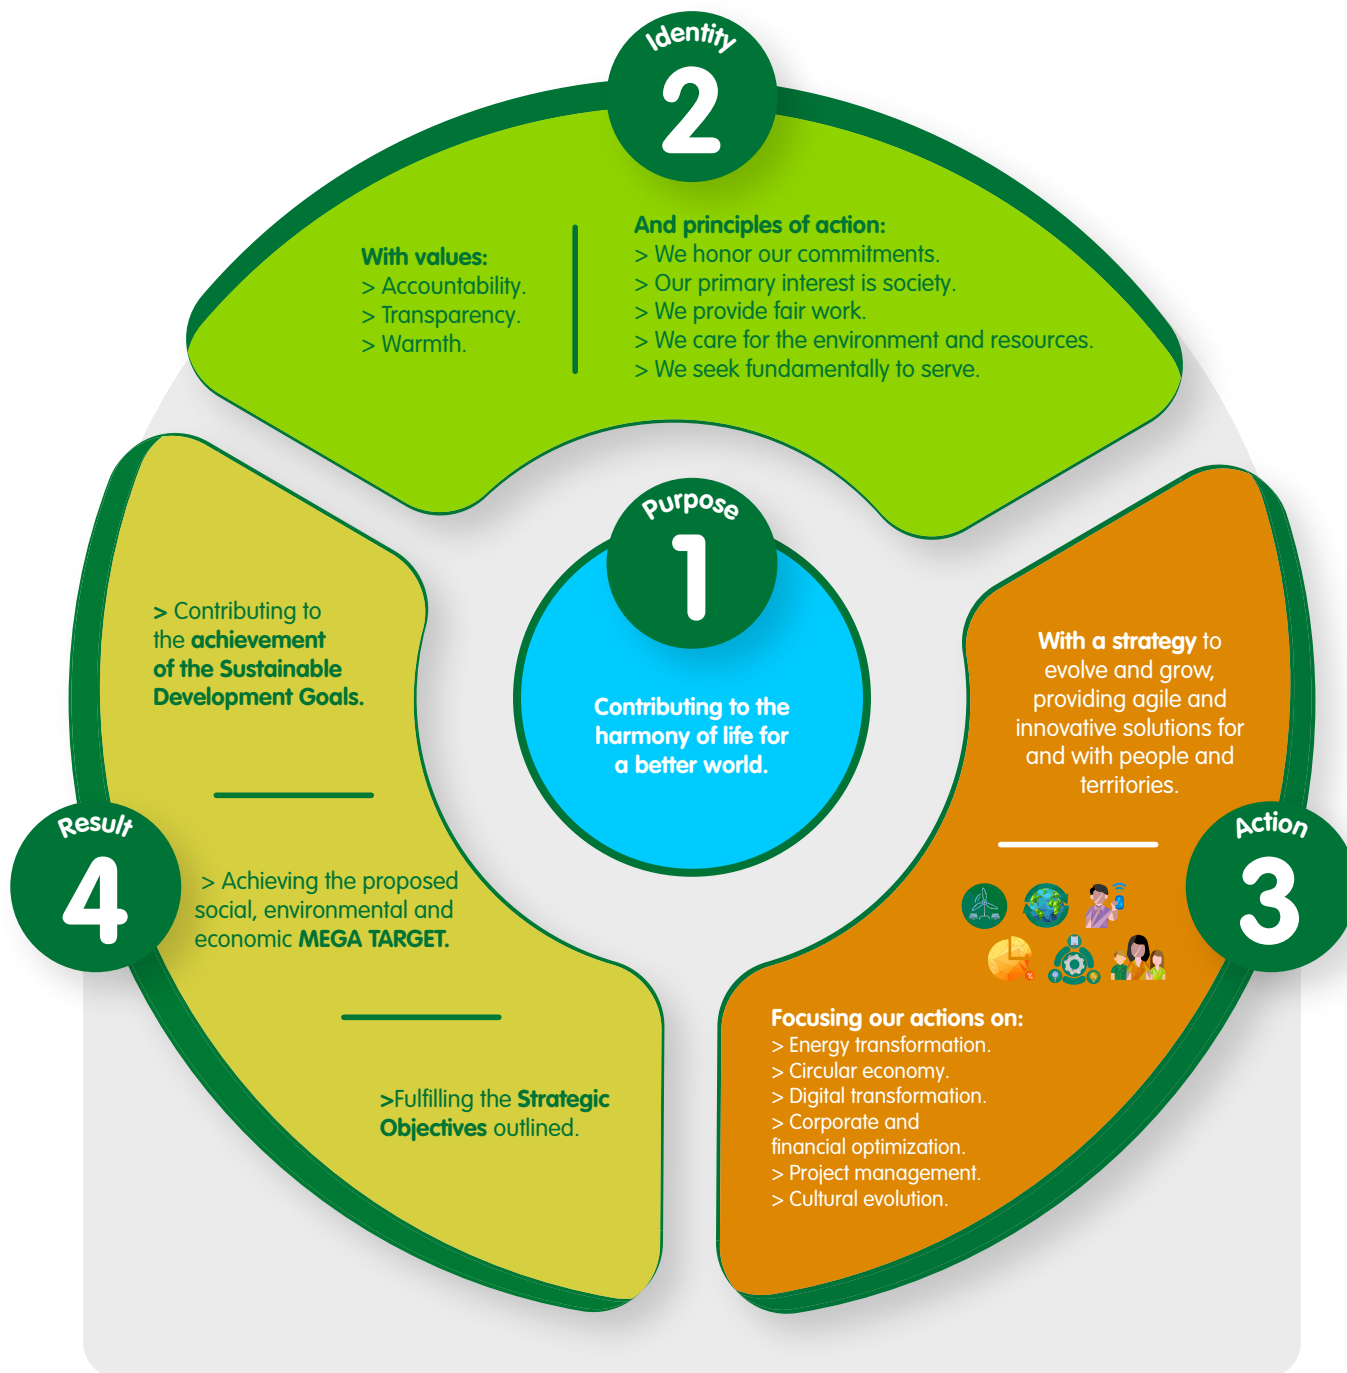 Identity
2
With values:
> Accountability.
> Transparency.
> Warmth.
And principles of action:
> We honor our commitments.
> Our primary interest is society.
> We provide fair work.
> We care for the environment and resources.
> We seek fundamentally to serve.
Purpose
1
Contributing to the
harmony of life for
a better world.
With a strategy to
evolve and grow,
providing agile and
innovative solutions for
and with people and
territories.
Action
3
%
Focusing our actions on:
> Energy transformation.
> Circular economy.
> Digital transformation.
> Corporate and
financial optimization.
> Project management.
> Cultural evolution.
> Contributing to
the achievement
of the Sustainable
Development Goals.
Result
4
> Achieving the proposed
social, environmental and
economic MEGA TARGET.
>Fulfilling the Strategic
Objectives outlined.